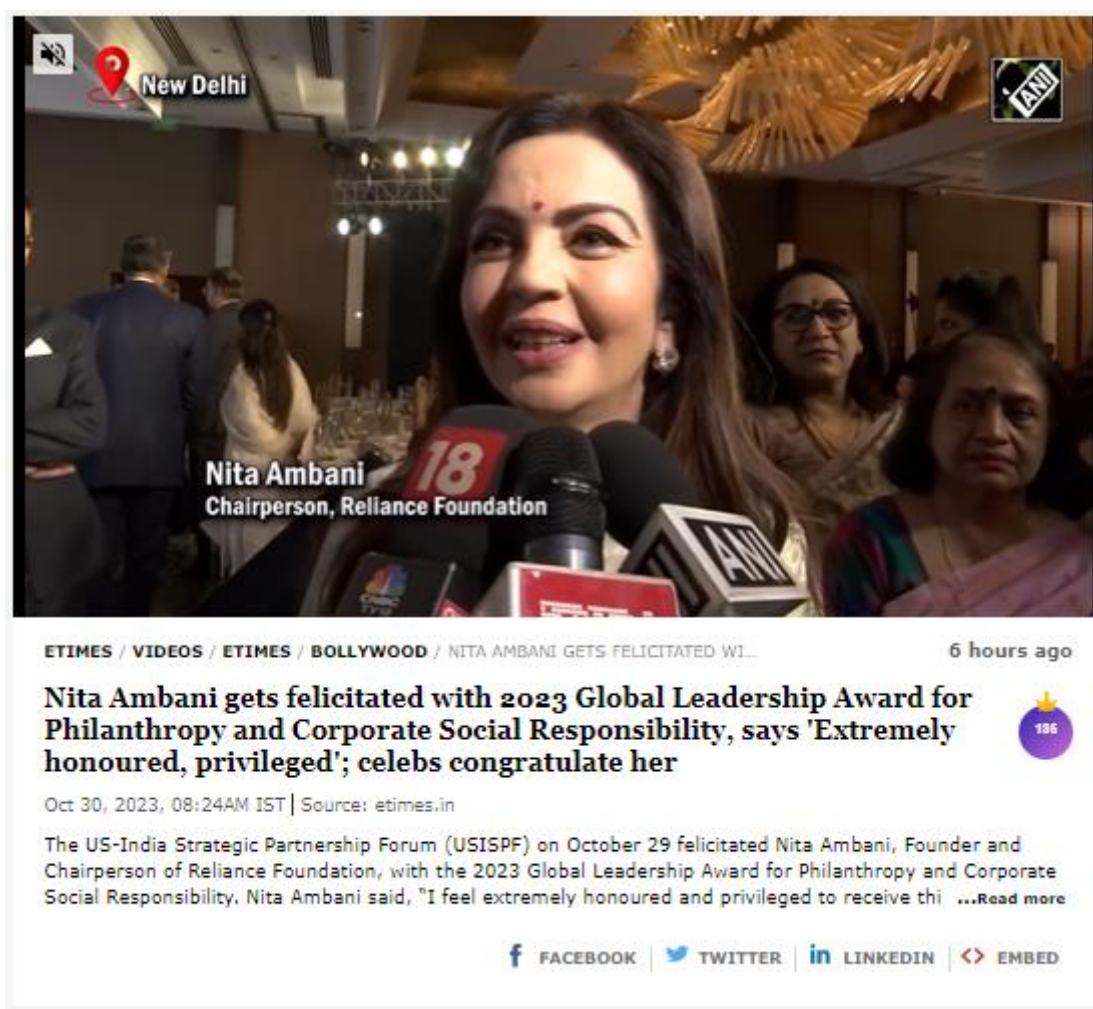 New Delhi
ANI
18
Nita Ambani
Chairperson, Reliance Foundation
ANI
CNBC
TV18
ETIMES / VIDEOS / ETIMES / BOLLYWOOD / NITA AMBANI GETS FELICITATED WI...
6 hours ago
Nita Ambani gets felicitated with 2023 Global Leadership Award for
Philanthropy and Corporate Social Responsibility, says 'Extremely
honoured, privileged'; celebs congratulate her
186
Oct 30, 2023, 08:24AM IST | Source: etimes.in
The US-India Strategic Partnership Forum (USISPF) on October 29 felicitated Nita Ambani, Founder and
Chairperson of Reliance Foundation, with the 2023 Global Leadership Award for Philanthropy and Corporate
Social Responsibility. Nita Ambani said, "I feel extremely honoured and privileged to receive thi ...Read more
f FACEBOOK | TWITTER | in LINKEDIN | <> EMBED